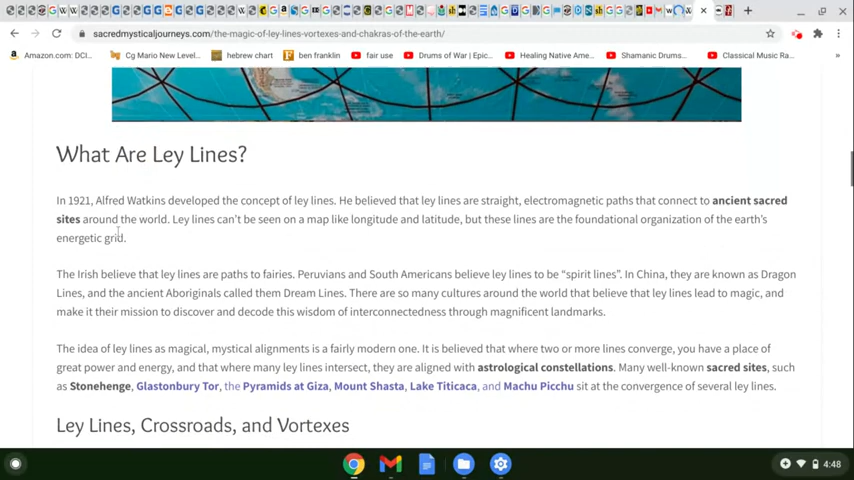 sacredmysticaljourneys.com/the-magic-of-ley-lines-vortexes-and-chakras-of-the-earth/
Amazon.com: DCI... Cg Mario New Level... hebrew chart ben franklin fair use Drums of War | Epic... Healing Native Ame... Shamanic Drums... Classical Music Ra... »
What Are Ley Lines?
In 1921, Alfred Watkins developed the concept of ley lines. He believed that ley lines are straight, electromagnetic paths that connect to ancient sacred
sites around the world. Ley lines can't be seen on a map like longitude and latitude, but these lines are the foundational organization of the earth's
energetic grid.
The Irish believe that ley lines are paths to fairies. Peruvians and South Americans believe ley lines to be "spirit lines". In China, they are known as Dragon
Lines, and the ancient Aboriginals called them Dream Lines. There are so many cultures around the world that believe that ley lines lead to magic, and
make it their mission to discover and decode this wisdom of interconnectedness through magnificent landmarks.
The idea of ley lines as magical, mystical alignments is a fairly modern one. It is believed that where two or more lines converge, you have a place of
great power and energy, and that where many ley lines intersect, they are aligned with astrological constellations. Many well-known sacred sites, such
as Stonehenge, Glastonbury Tor, the Pyramids at Giza, Mount Shasta, Lake Titicaca, and Machu Picchu sit at the convergence of several ley lines.
Ley Lines, Crossroads, and Vortexes
4:48